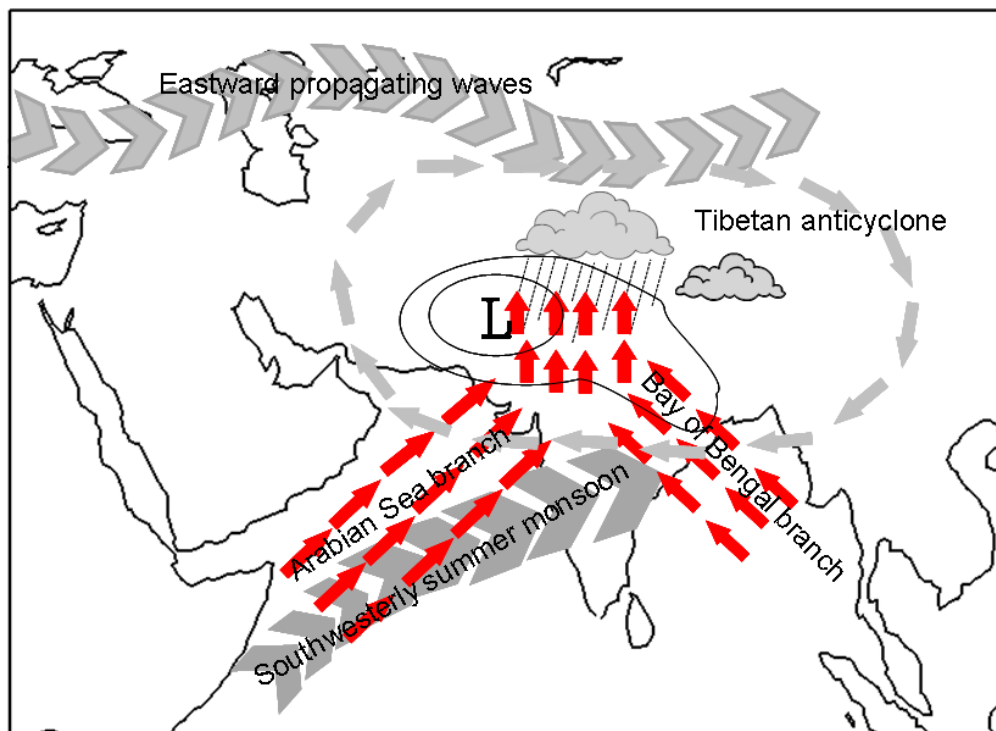 Eastward propagating waves
Tibetan anticyclone
L
Bay of Bengal branch
Arabian Sea branch
Southwesterly summer monsoon